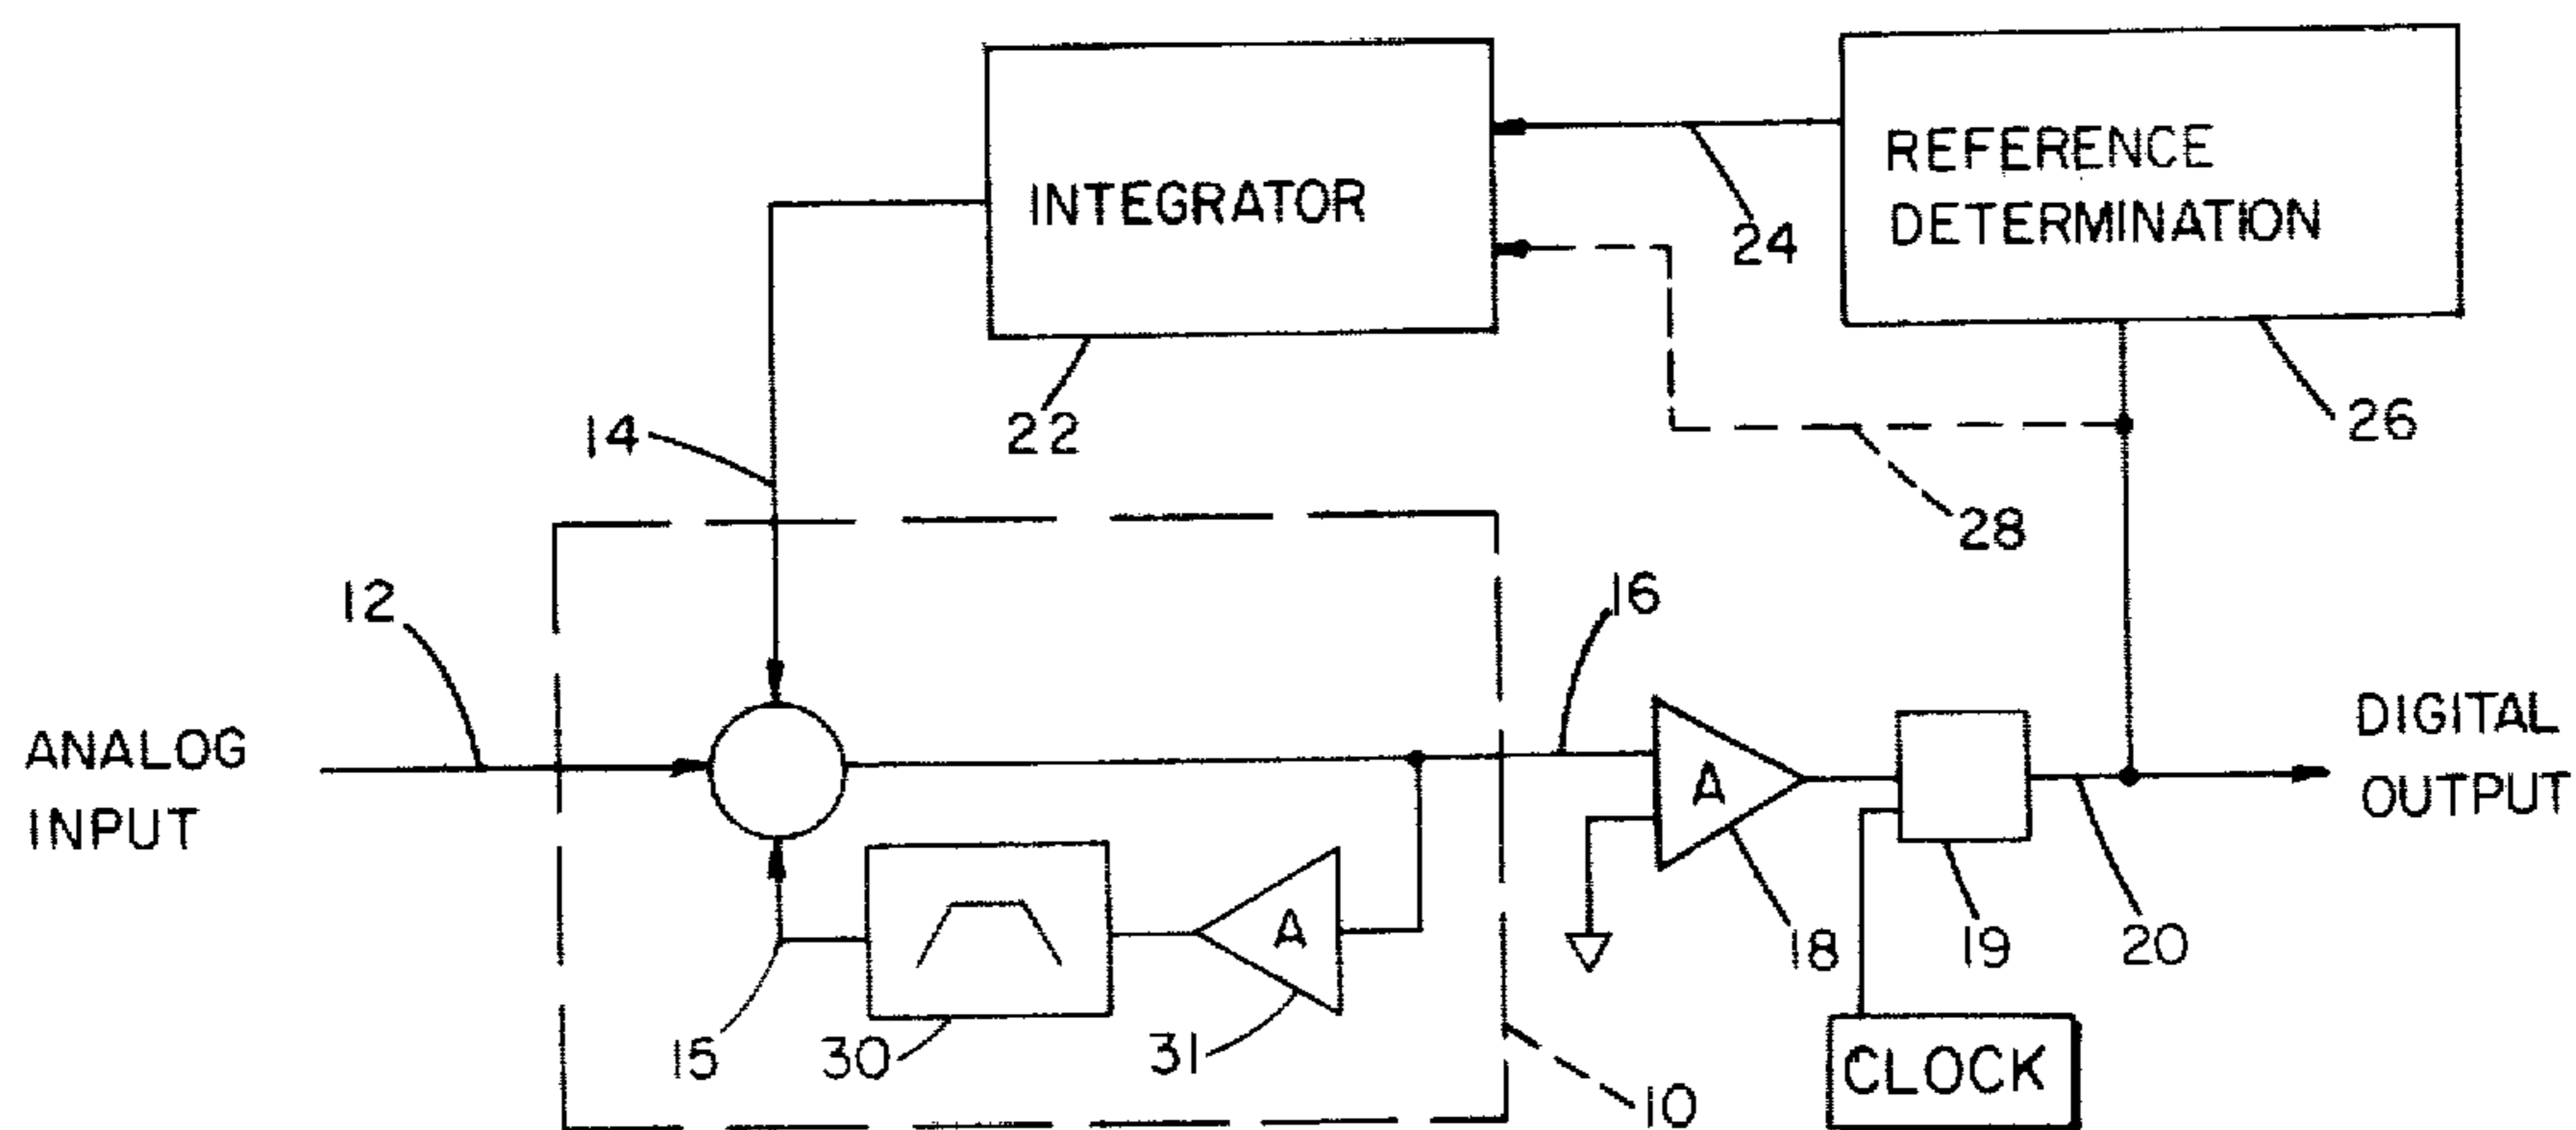 INTEGRATOR
REFERENCE
DETERMINATION
24
14
22
26
28
12
16
ANALOG
INPUT
A
DIGITAL
OUTPUT
A
18
19
20
15
30
31
CLOCK
10